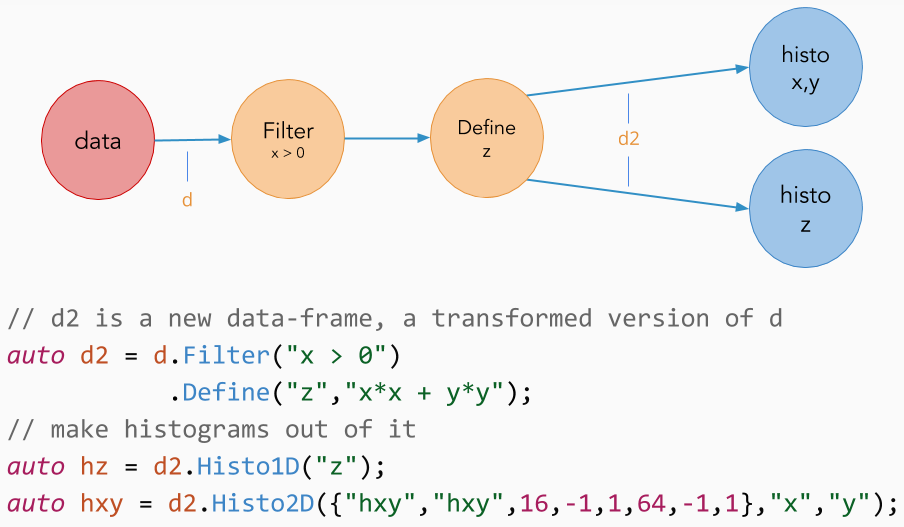 data
d
Filter
x > 0
Define
z
d2
histo
x,y
histo
z
// d2 is a new data-frame, a transformed version of d
auto d2 = d.Filter("x > 0")
           .Define("z","x*x + y*y");
// make histograms out of it
auto hz = d2.Histo1D("z");
auto hxy = d2.Histo2D({"hxy","hxy",16,-1,1,64,-1,1},"x","y");